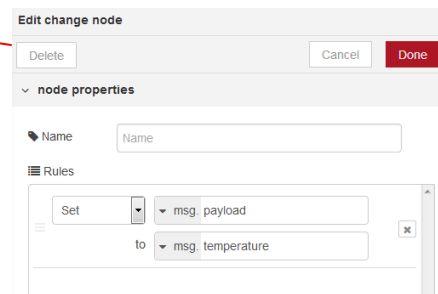 Edit change node
Delete Cancel Done
node properties
Name Name
Rules
Set msg. payload
to msg. temperature